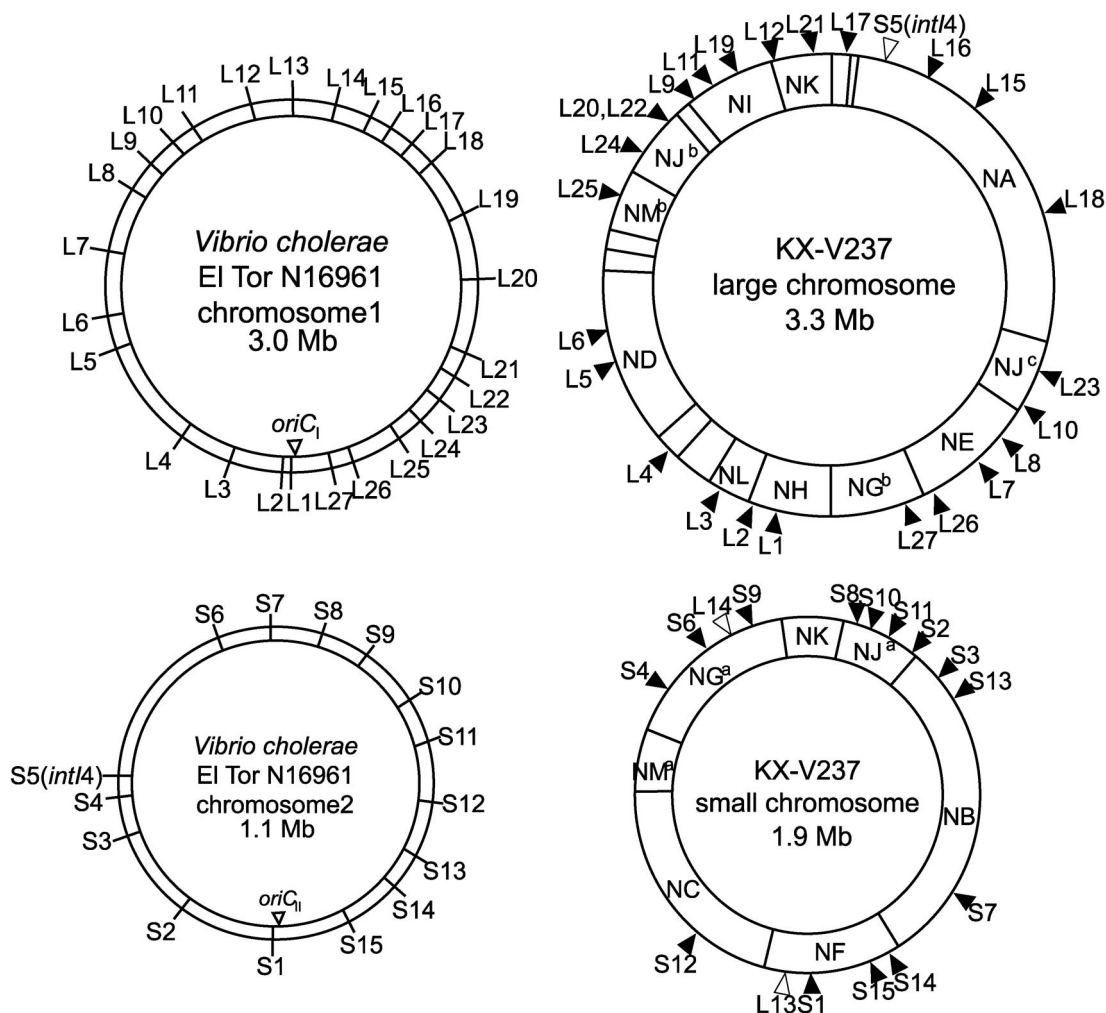 L13
L12
L14
L11
L15
L10
L16
L9
L17
L8
L18
L7
L19
L6
L20
L5
L21
L4
L22
L3
L23
L2
L24
L1
L25
L27
L26
Vibrio cholerae
El Tor N16961
chromosome1
3.0 Mb
oriC I
L12
L21
L17
S5(intI4)
L16
L15
L19
L11
L9
L20,L22
L24
L25
L18
L6
L5
L4
L3
L2
L1
L27
L26
L7
L8
L10
L23
NK
NI
NJb
NMb
ND
NL
NH
NGb
NE
NJc
NA
KX-V237
large chromosome
3.3 Mb
S7
S6
S8
S9
S10
S11
S5(intI4)
S4
S12
S3
S13
S2
S14
S1
S15
Vibrio cholerae
El Tor N16961
chromosome2
1.1 Mb
oriC II
S9
L14
S6
S4
S8
S10
S11
S2
S3
S13
S7
S14
S15
S1
L13
S12
NK
NJa
NGa
NMa
NB
NC
NF
KX-V237
small chromosome
1.9 Mb